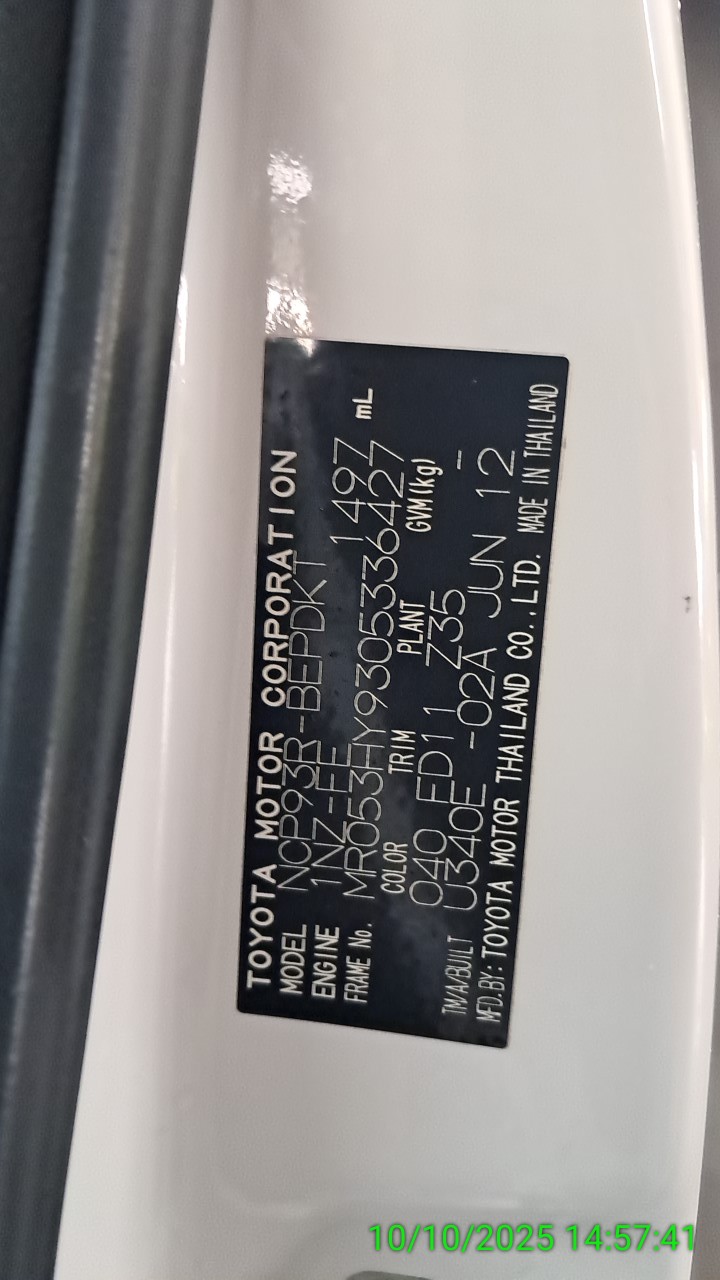 TOYOTA MOTOR CORPORATION
MODEL NCP93R-BEPDKT
ENGINE 1NZ-FE 1497 mL
FRAME No. MR053HY9305336427
COLOR TRIM PLANT GVM(kg)
040 FD11 Z35 --
TM/A/BUILT U340E -02A JUN 12
MFD.BY: TOYOTA MOTOR THAILAND CO., LTD. MADE IN THAILAND
10/10/2025 14:57:41